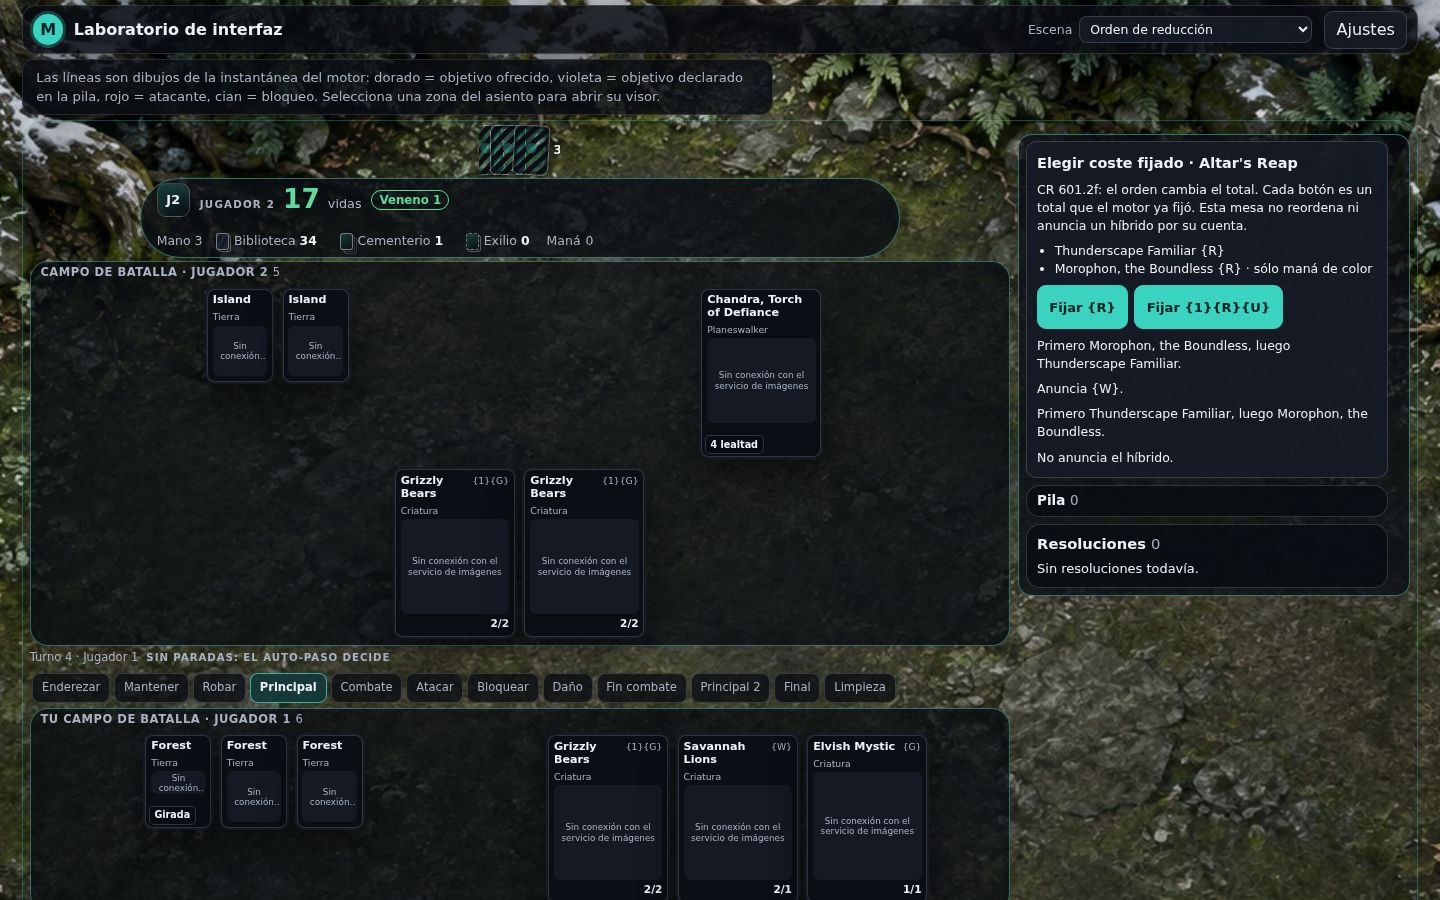 M Laboratorio de interfaz
Escena Orden de reducción Ajustes
Las líneas son dibujos de la instantánea del motor: dorado = objetivo ofrecido, violeta = objetivo declarado
en la pila, rojo = atacante, cian = bloqueo. Selecciona una zona del asiento para abrir su visor.
3
J2 JUGADOR 2 17 vidas Veneno 1
Mano 3 Biblioteca 34 Cementerio 1 Exilio 0 Maná 0
CAMPO DE BATALLA · JUGADOR 2 5
Island
Tierra
Sin
conexión..
Island
Tierra
Sin
conexión..
Chandra, Torch
of Defiance
Planeswalker
Sin conexión con el
servicio de imágenes
4 lealtad
Grizzly
Bears
{1}{G}
Criatura
Sin conexión con el
servicio de imágenes
2/2
Grizzly
Bears
{1}{G}
Criatura
Sin conexión con el
servicio de imágenes
2/2
Turno 4 · Jugador 1 SIN PARADAS: EL AUTO-PASO DECIDE
Enderezar Mantener Robar Principal Combate Atacar Bloquear Daño Fin combate Principal 2 Final Limpieza
TU CAMPO DE BATALLA · JUGADOR 1 6
Forest
Tierra
Sin
conexión..
Girada
Forest
Tierra
Sin
conexión..
Forest
Tierra
Sin
conexión..
Grizzly
Bears
{1}{G}
Criatura
Sin conexión con el
servicio de imágenes
2/2
Savannah
Lions
{W}
Criatura
Sin conexión con el
servicio de imágenes
2/1
Elvish Mystic {G}
Criatura
Sin conexión con el
servicio de imágenes
1/1
Elegir coste fijado · Altar's Reap
CR 601.2f: el orden cambia el total. Cada botón es un
total que el motor ya fijó. Esta mesa no reordena ni
anuncia un híbrido por su cuenta.
• Thunderscape Familiar {R}
• Morophon, the Boundless {R} · sólo maná de color
Fijar {R} Fijar {1}{R}{U}
Primero Morophon, the Boundless, luego
Thunderscape Familiar.
Anuncia {W}.
Primero Thunderscape Familiar, luego Morophon, the
Boundless.
No anuncia el híbrido.
Pila 0
Resoluciones 0
Sin resoluciones todavía.